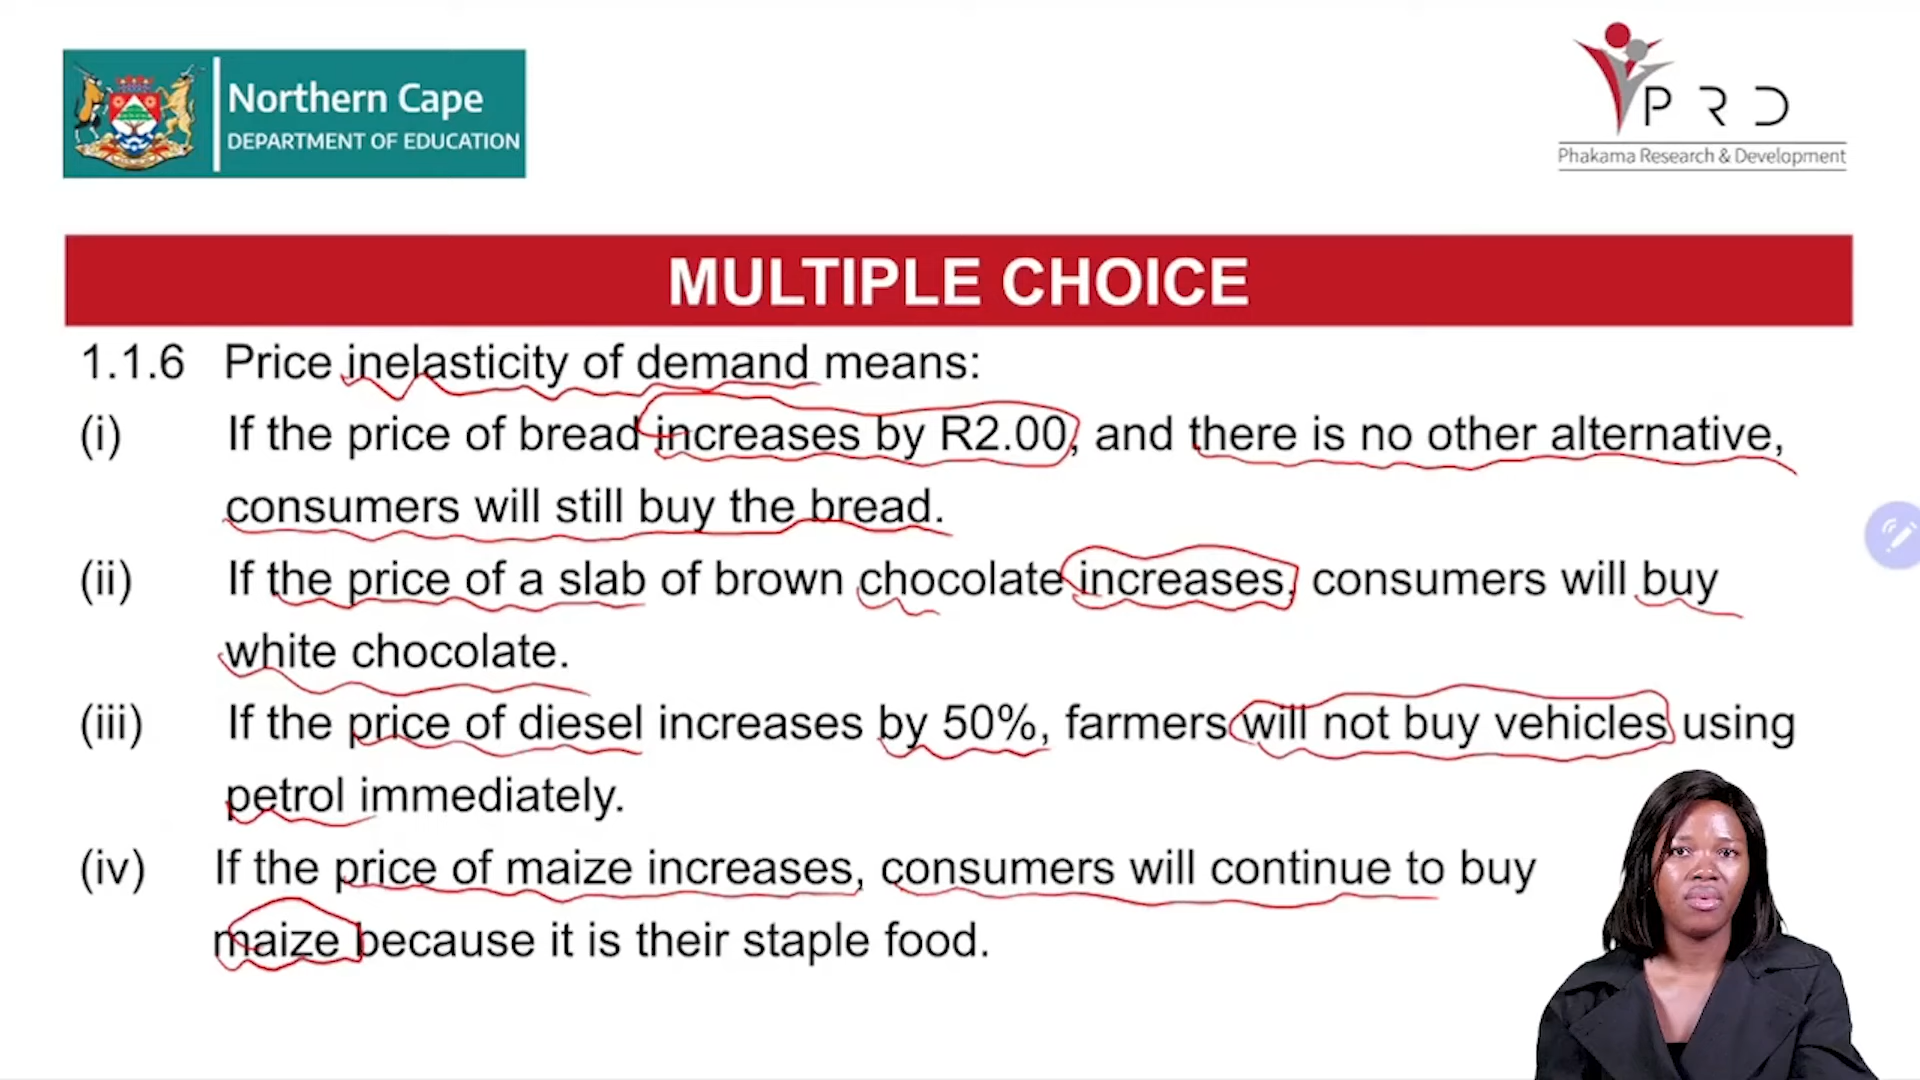 Northern Cape
DEPARTMENT OF EDUCATION
PRD
Phakama Research & Development
MULTIPLE CHOICE
1.1.6 Price inelasticity of demand means:
(i) If the price of bread increases by R2.00, and there is no other alternative,
consumers will still buy the bread.
(ii) If the price of a slab of brown chocolate increases, consumers will buy
white chocolate.
(iii) If the price of diesel increases by 50%, farmers will not buy vehicles using
petrol immediately.
(iv) If the price of maize increases, consumers will continue to buy
maize because it is their staple food.